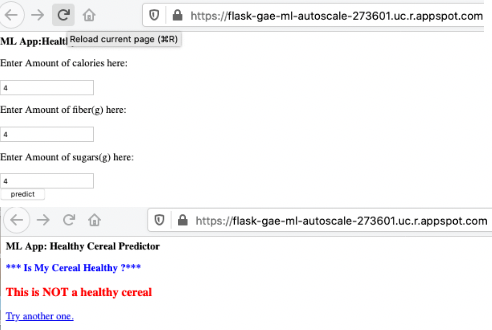 https://flask-gae-ml-autoscale-273601.uc.r.appspot.com
Reload current page (⌘R)
ML App:Health
Enter Amount of calories here:
4
Enter Amount of fiber(g) here:
4
Enter Amount of sugars(g) here:
4
predict
https://flask-gae-ml-autoscale-273601.uc.r.appspot.com
ML App: Healthy Cereal Predictor
*** Is My Cereal Healthy ?***
This is NOT a healthy cereal
Try another one.